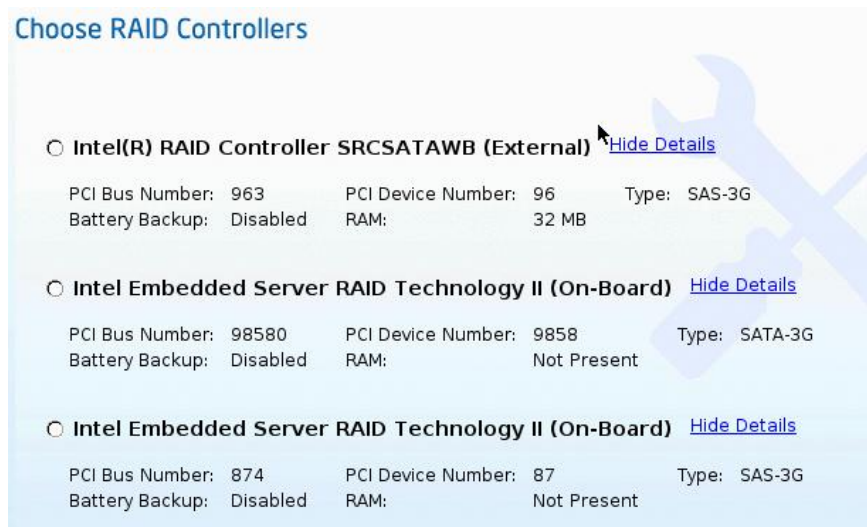 Choose RAID Controllers
Intel(R) RAID Controller SRCSATAWB (External) Hide Details
PCI Bus Number: 963 PCI Device Number: 96 Type: SAS-3G
Battery Backup: Disabled RAM: 32 MB
Intel Embedded Server RAID Technology II (On-Board) Hide Details
PCI Bus Number: 98580 PCI Device Number: 9858 Type: SATA-3G
Battery Backup: Disabled RAM: Not Present
Intel Embedded Server RAID Technology II (On-Board) Hide Details
PCI Bus Number: 874 PCI Device Number: 87 Type: SAS-3G
Battery Backup: Disabled RAM: Not Present